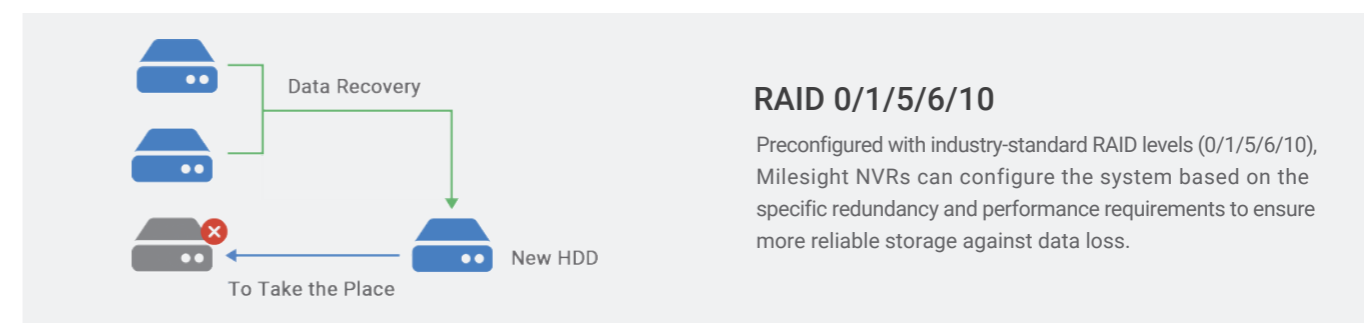 Data Recovery
New HDD
To Take the Place
RAID 0/1/5/6/10
Preconfigured with industry-standard RAID levels (0/1/5/6/10),
Milesight NVRs can configure the system based on the
specific redundancy and performance requirements to ensure
more reliable storage against data loss.